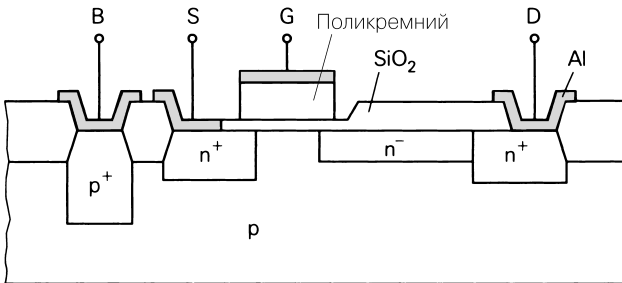 B S G D
Поликремний
SiO₂
Al
n⁺ n⁻ n⁺
p⁺
p